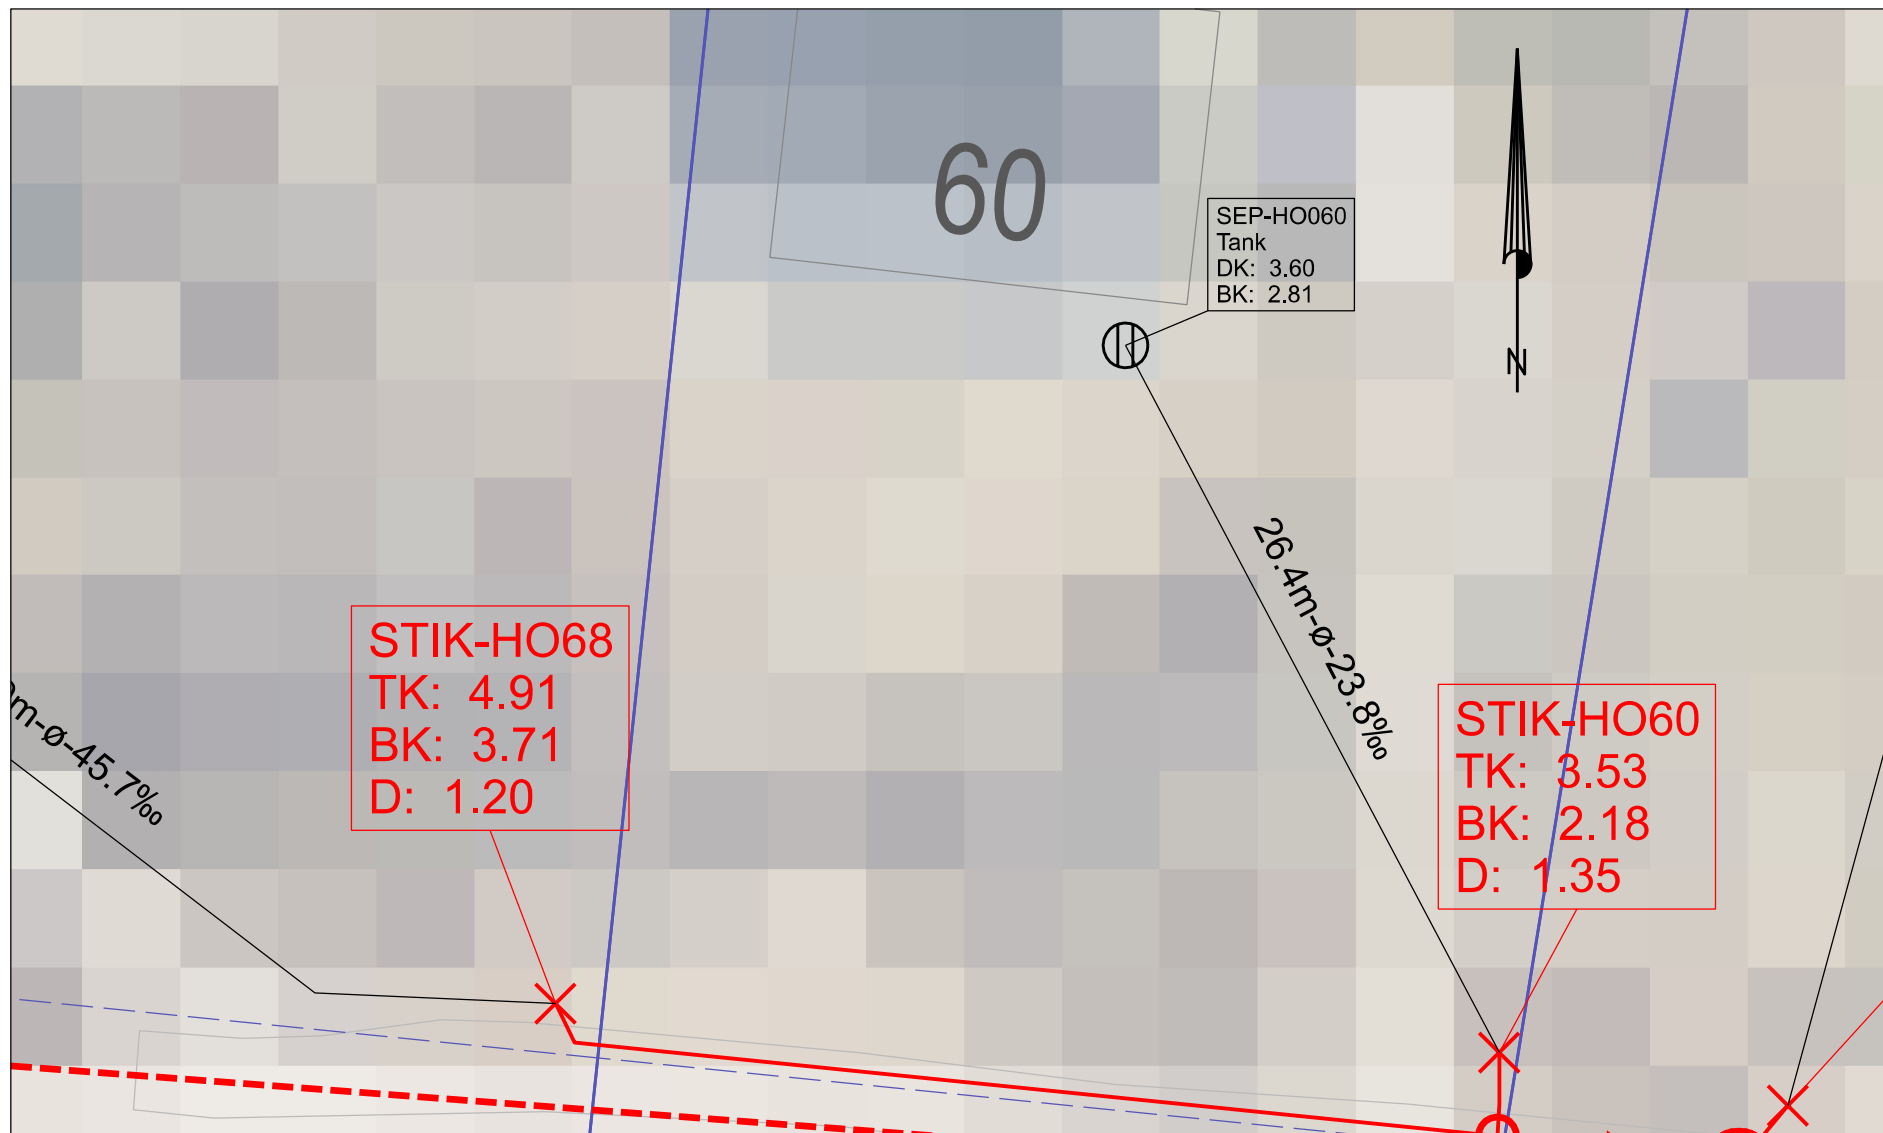 60
SEP-HO060
Tank
DK: 3.60
BK: 2.81
N
26.4m-ø-23.8‰
STIK-HO68
TK: 4.91
BK: 3.71
D: 1.20
m-ø-45.7‰
STIK-HO60
TK: 3.53
BK: 2.18
D: 1.35